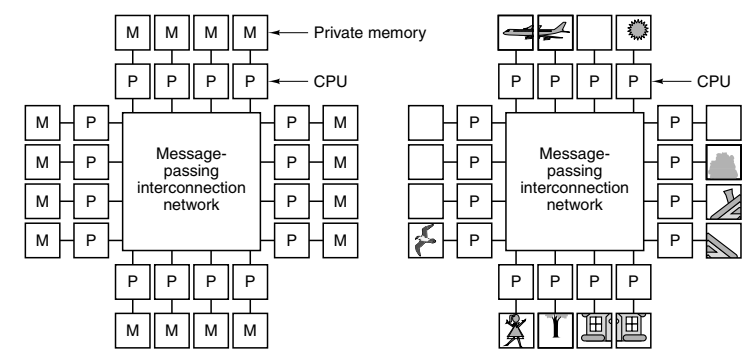 M M M M Private memory
P P P P CPU
P P P P CPU
M P P M
M P P M
M P P M
M P P M
Message-
passing
interconnection
network
P P
P P
P P
P P
Message-
passing
interconnection
network
P P P P
M M M M
P P P P